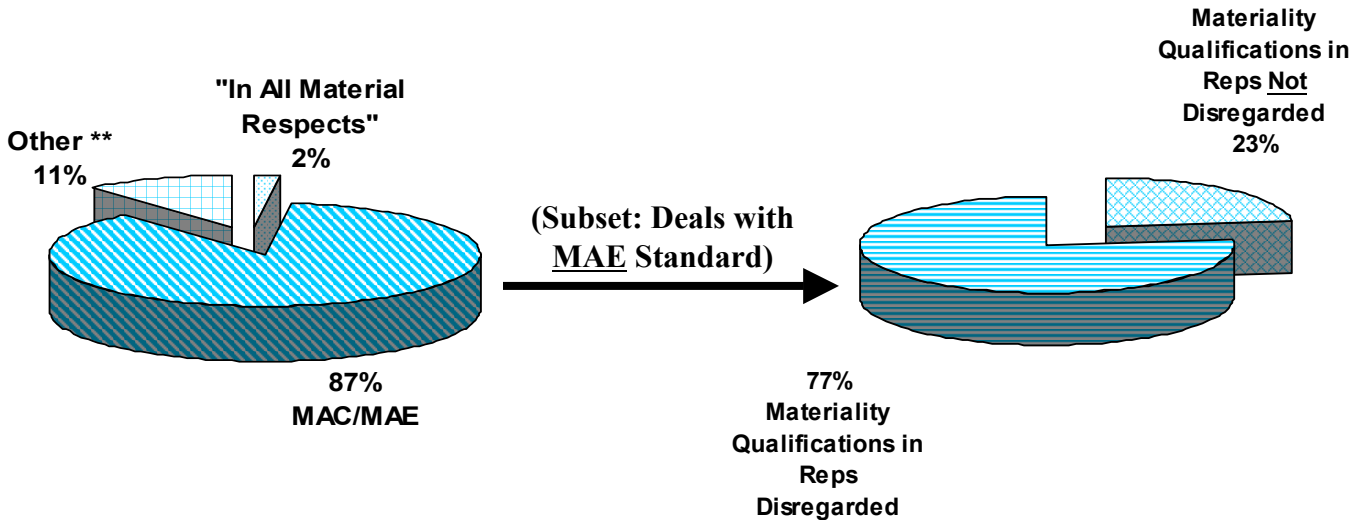 "In All Material
Respects"
2%
Other **
11%
87%
MAC/MAE
(Subset: Deals with
MAE Standard)
Materiality
Qualifications in
Reps Not
Disregarded
23%
77%
Materiality
Qualifications in
Reps
Disregarded